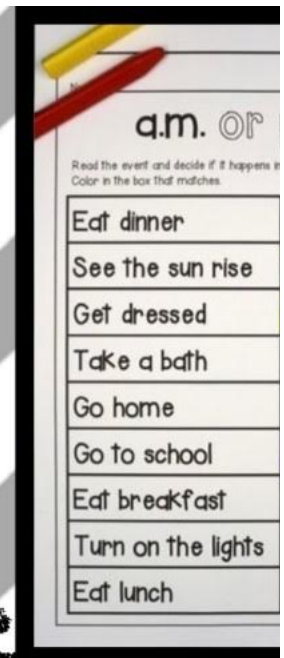 a.m. or
Read the event and decide if it happens in
Color in the box that matches.
Eat dinner
See the sun rise
Get dressed
Take a bath
Go home
Go to school
Eat breakfast
Turn on the lights
Eat lunch